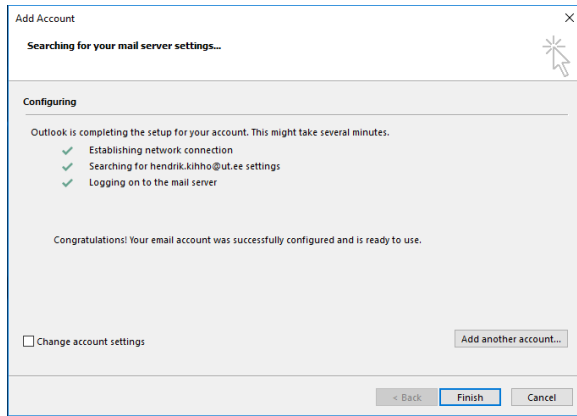 Add Account
Searching for your mail server settings...
Configuring
Outlook is completing the setup for your account. This might take several minutes.
Establishing network connection
Searching for hendrik.kihho@ut.ee settings
Logging on to the mail server
Congratulations! Your email account was successfully configured and is ready to use.
Change account settings
Add another account...
< Back
Finish
Cancel